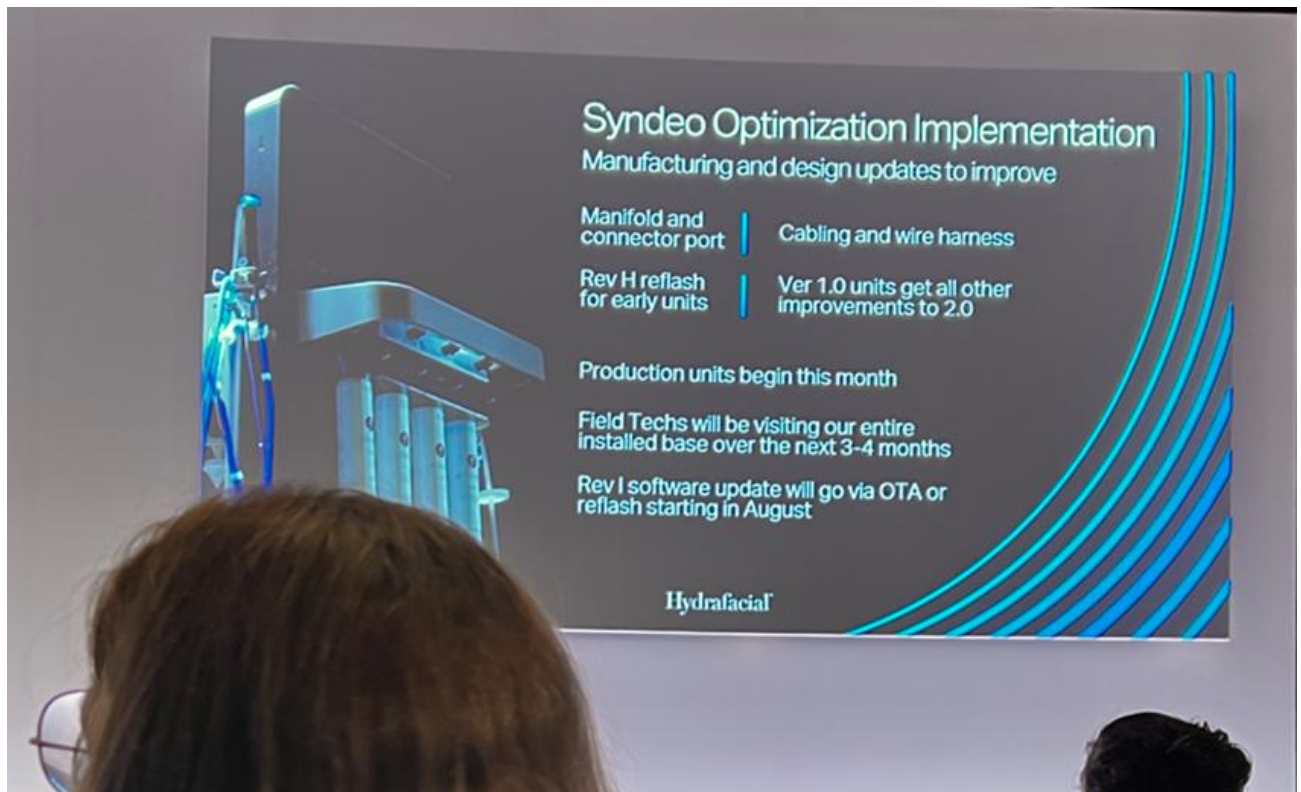 Syndeo Optimization Implementation
Manufacturing and design updates to improve
Manifold and
connector port
Cabling and wire harness
Rev H reflash
for early units
Ver 1.0 units get all other
improvements to 2.0
Production units begin this month
Field Techs will be visiting our entire
installed base over the next 3-4 months
Rev I software update will go via OTA or
reflash starting in August
Hydrafacial